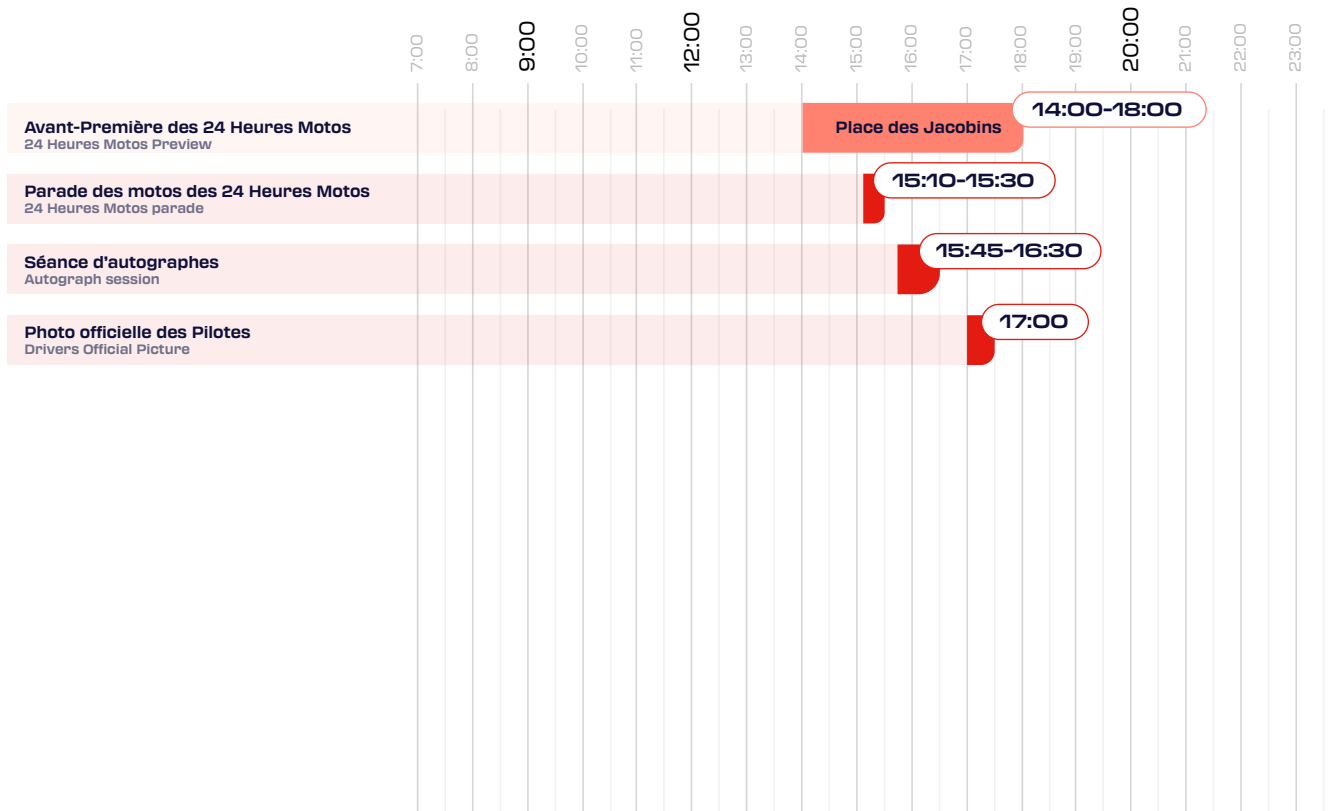 7:00
8:00
9:00
10:00
11:00
12:00
13:00
14:00
15:00
16:00
17:00
18:00
19:00
20:00
21:00
22:00
23:00
Avant-Première des 24 Heures Motos
24 Heures Motos Preview
Place des Jacobins
14:00-18:00
Parade des motos des 24 Heures Motos
24 Heures Motos parade
15:10-15:30
Séance d'autographes
Autograph session
15:45-16:30
Photo officielle des Pilotes
Drivers Official Picture
17:00